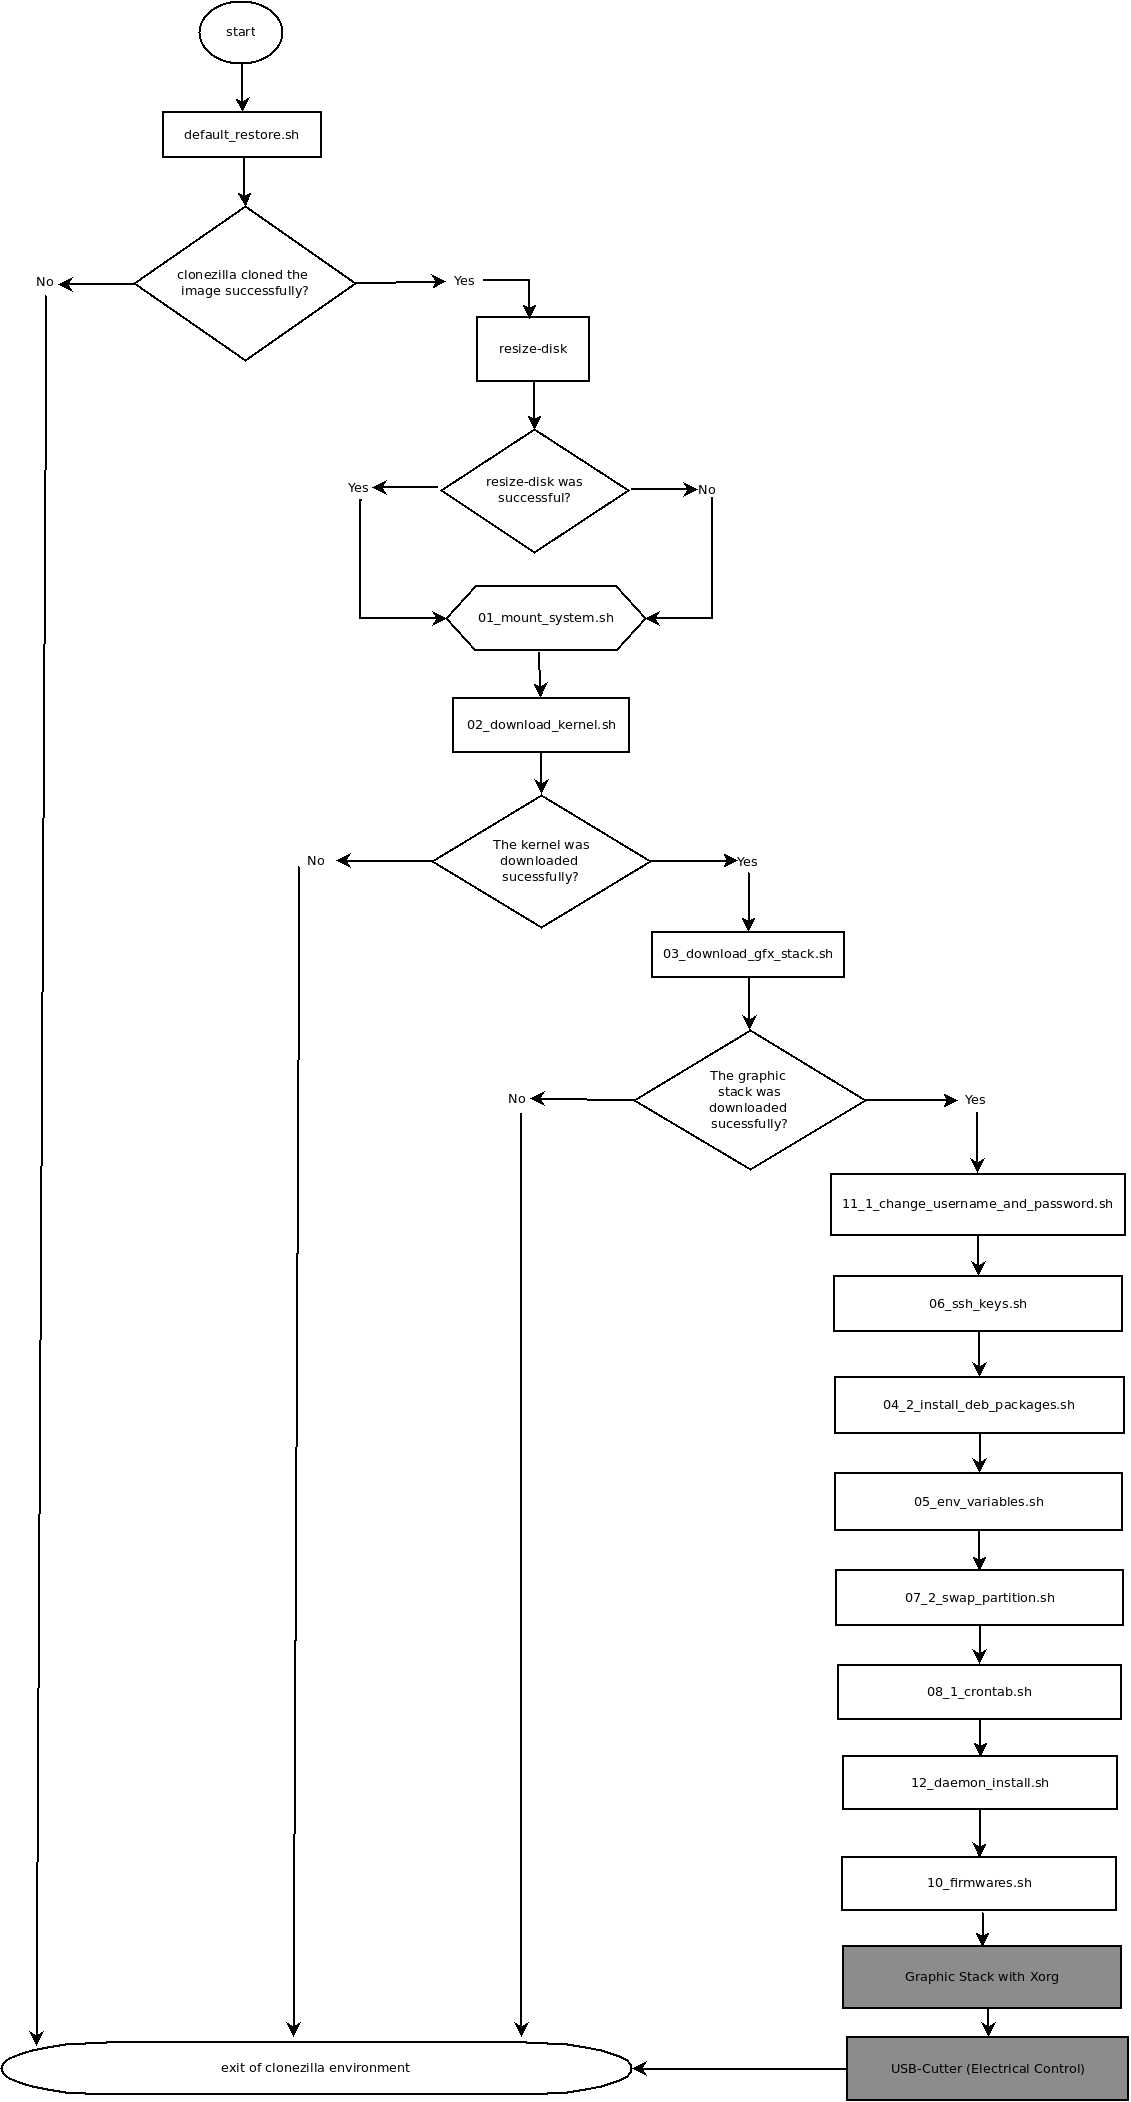 start
default_restore.sh
clonezilla cloned the
image successfully?
No
Yes
resize-disk
resize-disk was
successful?
Yes
No
01_mount_system.sh
02_download_kernel.sh
The kernel was
downloaded
sucessfully?
No
Yes
03_download_gfx_stack.sh
The graphic
stack was
downloaded
sucessfully?
No
Yes
11_1_change_username_and_password.sh
06_ssh_keys.sh
04_2_install_deb_packages.sh
05_env_variables.sh
07_2_swap_partition.sh
08_1_crontab.sh
12_daemon_install.sh
10_firmwares.sh
Graphic Stack with Xorg
USB-Cutter (Electrical Control)
exit of clonezilla environment